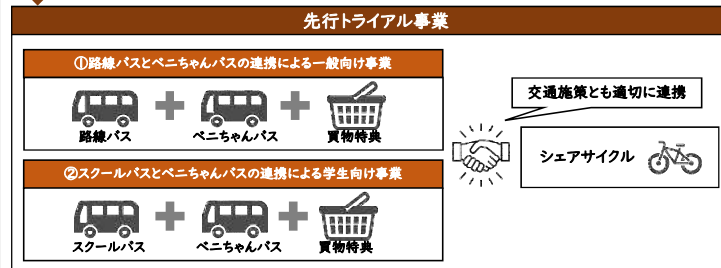 先行トライアル事業
①路線バスとベニちゃんバスの連携による一般向け事業
路線バス
ベニちゃんバス
買物特典
②スクールバスとベニちゃんバスの連携による学生向け事業
スクールバス
ベニちゃんバス
買物特典
交通施策とも適切に連携
シェアサイクル